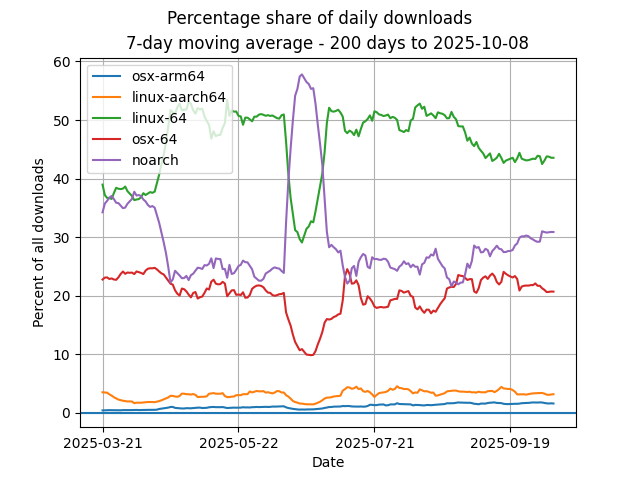 Percentage share of daily downloads
7-day moving average - 200 days to 2025-10-08
Percent of all downloads
60
50
40
30
20
10
0
osx-arm64
linux-aarch64
linux-64
osx-64
noarch
2025-03-21
2025-05-22
2025-07-21
2025-09-19
Date